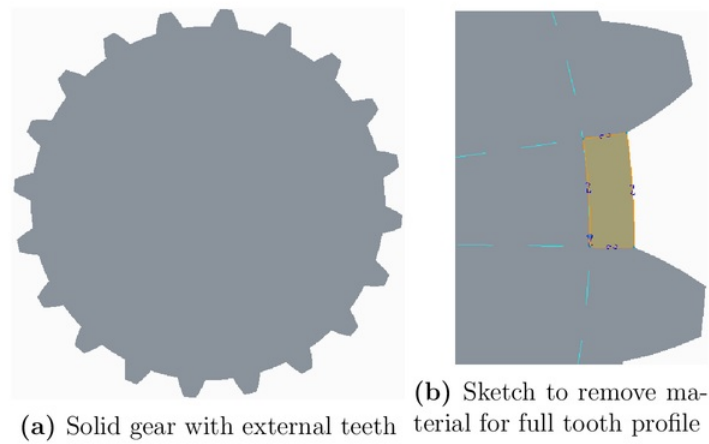 (a) Solid gear with external teeth
(b) Sketch to remove ma-
terial for full tooth profile